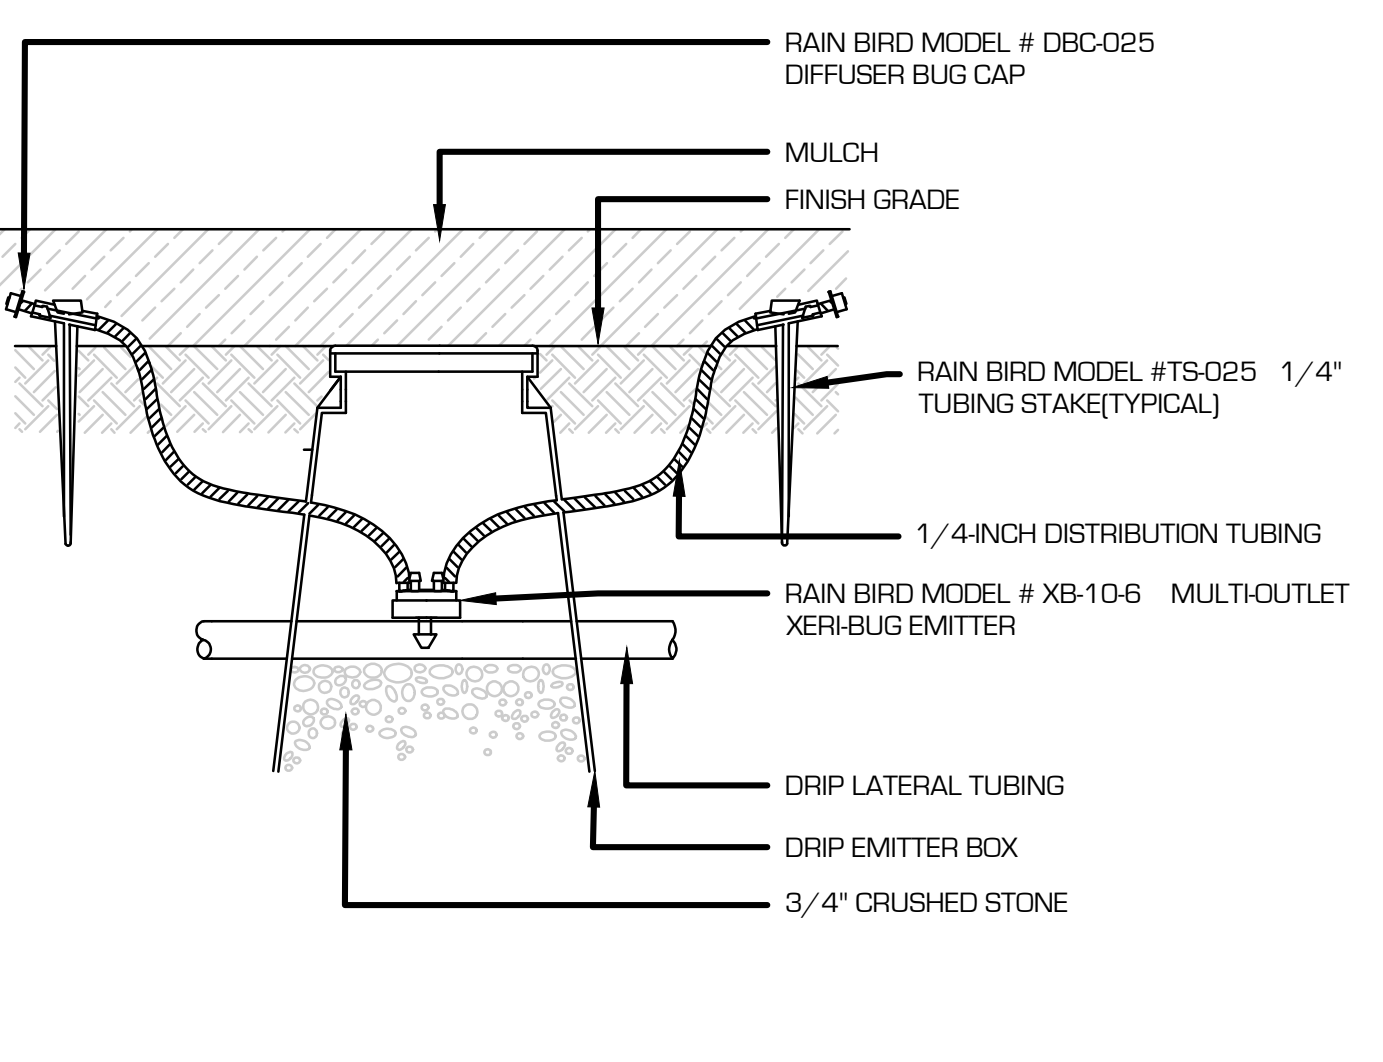 RAIN BIRD MODEL # DBC-025
DIFFUSER BUG CAP
MULCH
FINISH GRADE
RAIN BIRD MODEL #TS-025 1/4"
TUBING STAKE(TYPICAL)
1/4-INCH DISTRIBUTION TUBING
RAIN BIRD MODEL # XB-10-6 MULTI-OUTLET
XERI-BUG EMITTER
DRIP LATERAL TUBING
DRIP EMITTER BOX
3/4" CRUSHED STONE